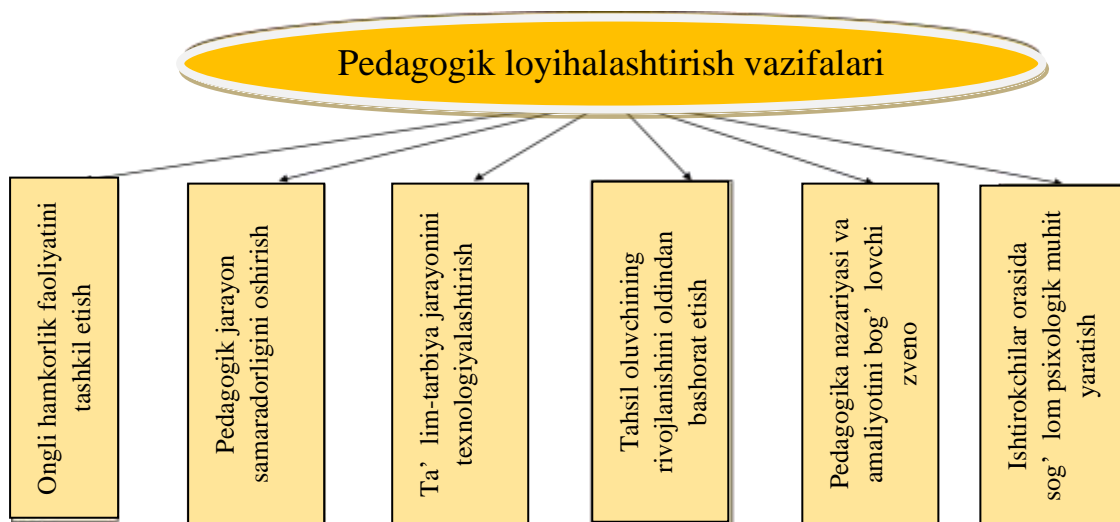 Pedagogik loyihalashtirish vazifalari
Ongli hamkorlik faoliyatini
tashkil etish
Pedagogik jarayon
samaradorligini oshirish
Ta’ lim-tarbiya jarayonini
texnologiyalashtirish
Tahsil oluvchining
rivojlanishini oldindan
bashorat etish
Pedagogika nazariyasi va
amaliyotini bog’ lovchi
zveno
Ishtirokchilar orasida
sog’ lom psixologik muhit
yaratish